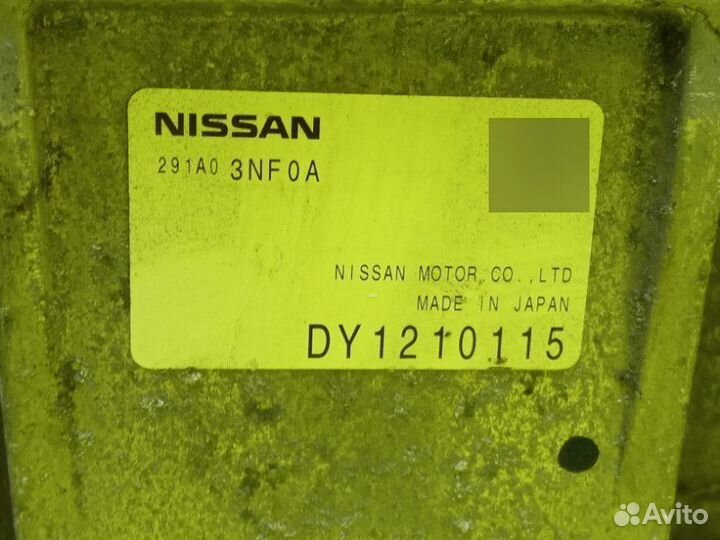 NISSAN
291A0 3NF0A
NISSAN MOTOR CO.,LTD
MADE IN JAPAN
DY1210115
Avito